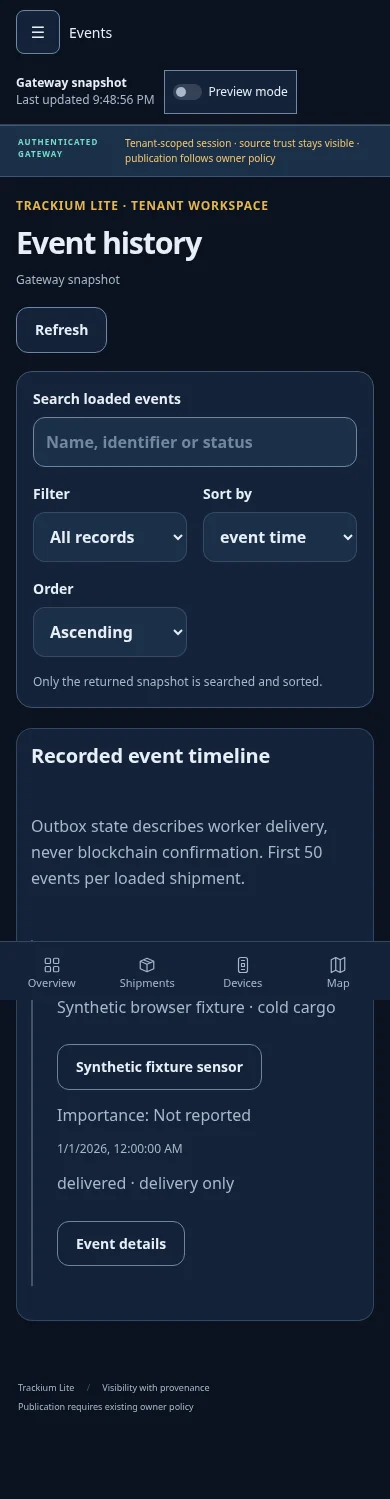 ☰ Events
Gateway snapshot
Last updated 9:48:56 PM
Preview mode
AUTHENTICATED
GATEWAY
Tenant-scoped session · source trust stays visible ·
publication follows owner policy
TRACKIUM LITE · TENANT WORKSPACE
Event history
Gateway snapshot
Refresh
Search loaded events
Name, identifier or status
Filter
Sort by
All records
event time
Order
Ascending
Only the returned snapshot is searched and sorted.
Recorded event timeline
Outbox state describes worker delivery,
never blockchain confirmation. First 50
events per loaded shipment.
Overview
Shipments
Devices
Map
Synthetic browser fixture · cold cargo
Synthetic fixture sensor
Importance: Not reported
1/1/2026, 12:00:00 AM
delivered · delivery only
Event details
Trackium Lite / Visibility with provenance
Publication requires existing owner policy